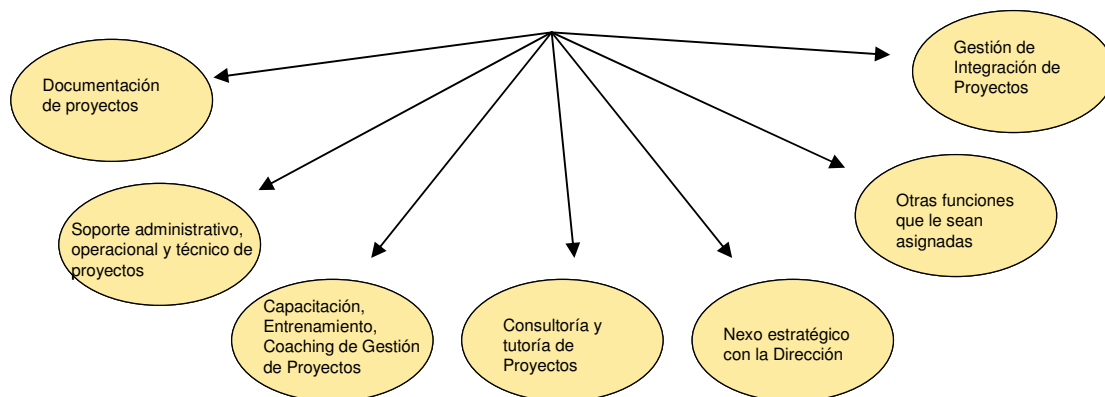 Documentación
de proyectos
Soporte administrativo,
operacional y técnico de
proyectos
Capacitación,
Entrenamiento,
Coaching de Gestión
de Proyectos
Consultoría y
tutoría de
Proyectos
Nexo estratégico
con la Dirección
Otras funciones
que le sean
asignadas
Gestión de
Integración de
Proyectos